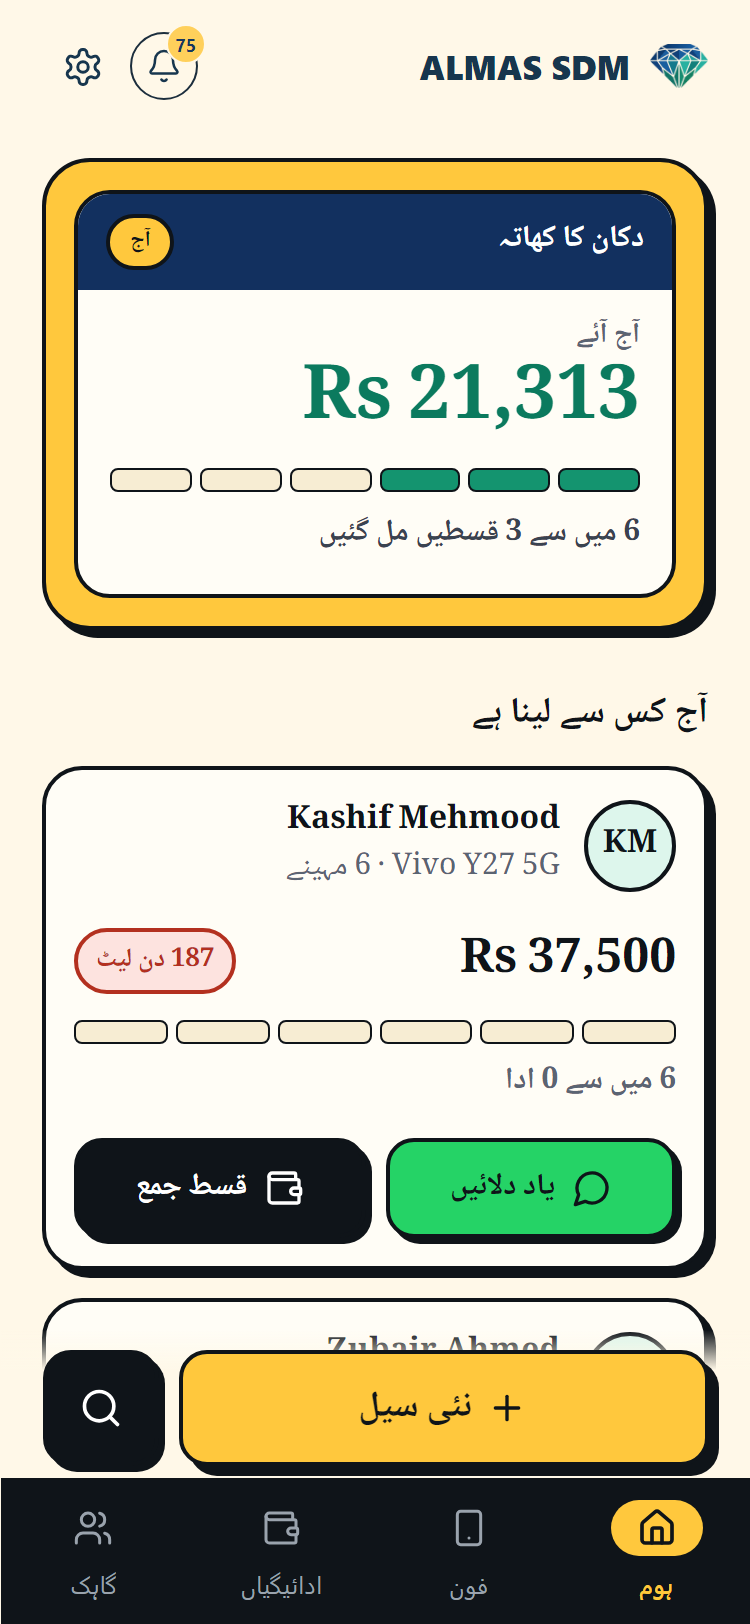 ALMAS SDM
75
دکان کا کھاتہ
آج
آج آئے
Rs 21,313
6 میں سے 3 قسطیں مل گئیں
آج کس سے لینا ہے
KM
Kashif Mehmood
Vivo Y27 5G · 6 مہینے
Rs 37,500
187 دن لیٹ
6 میں سے 0 ادا
یاد دلائیں
قسط جمع
Zubair Ahmed
نئی سیل
ہوم
فون
ادائیگیاں
گاہک